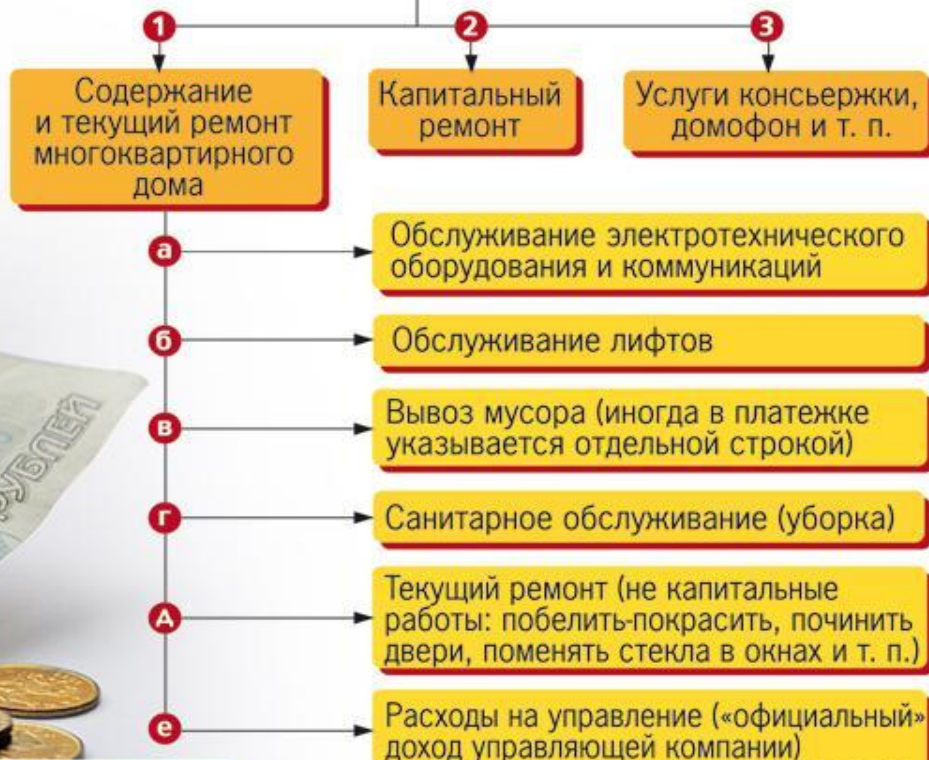 1
2
3
Содержание
и текущий ремонт
многоквартирного
дома
Капитальный
ремонт
Услуги консьержки,
домофон и т. п.
а
Обслуживание электротехнического
оборудования и коммуникаций
б
Обслуживание лифтов
в
Вывоз мусора (иногда в платежке
указывается отдельной строкой)
г
Санитарное обслуживание (уборка)
д
Текущий ремонт (не капитальные
работы: побелить-покрасить, починить
двери, поменять стекла в окнах и т. п.)
е
Расходы на управление («официальный»
доход управляющей компании)
РУБЛЕЙ